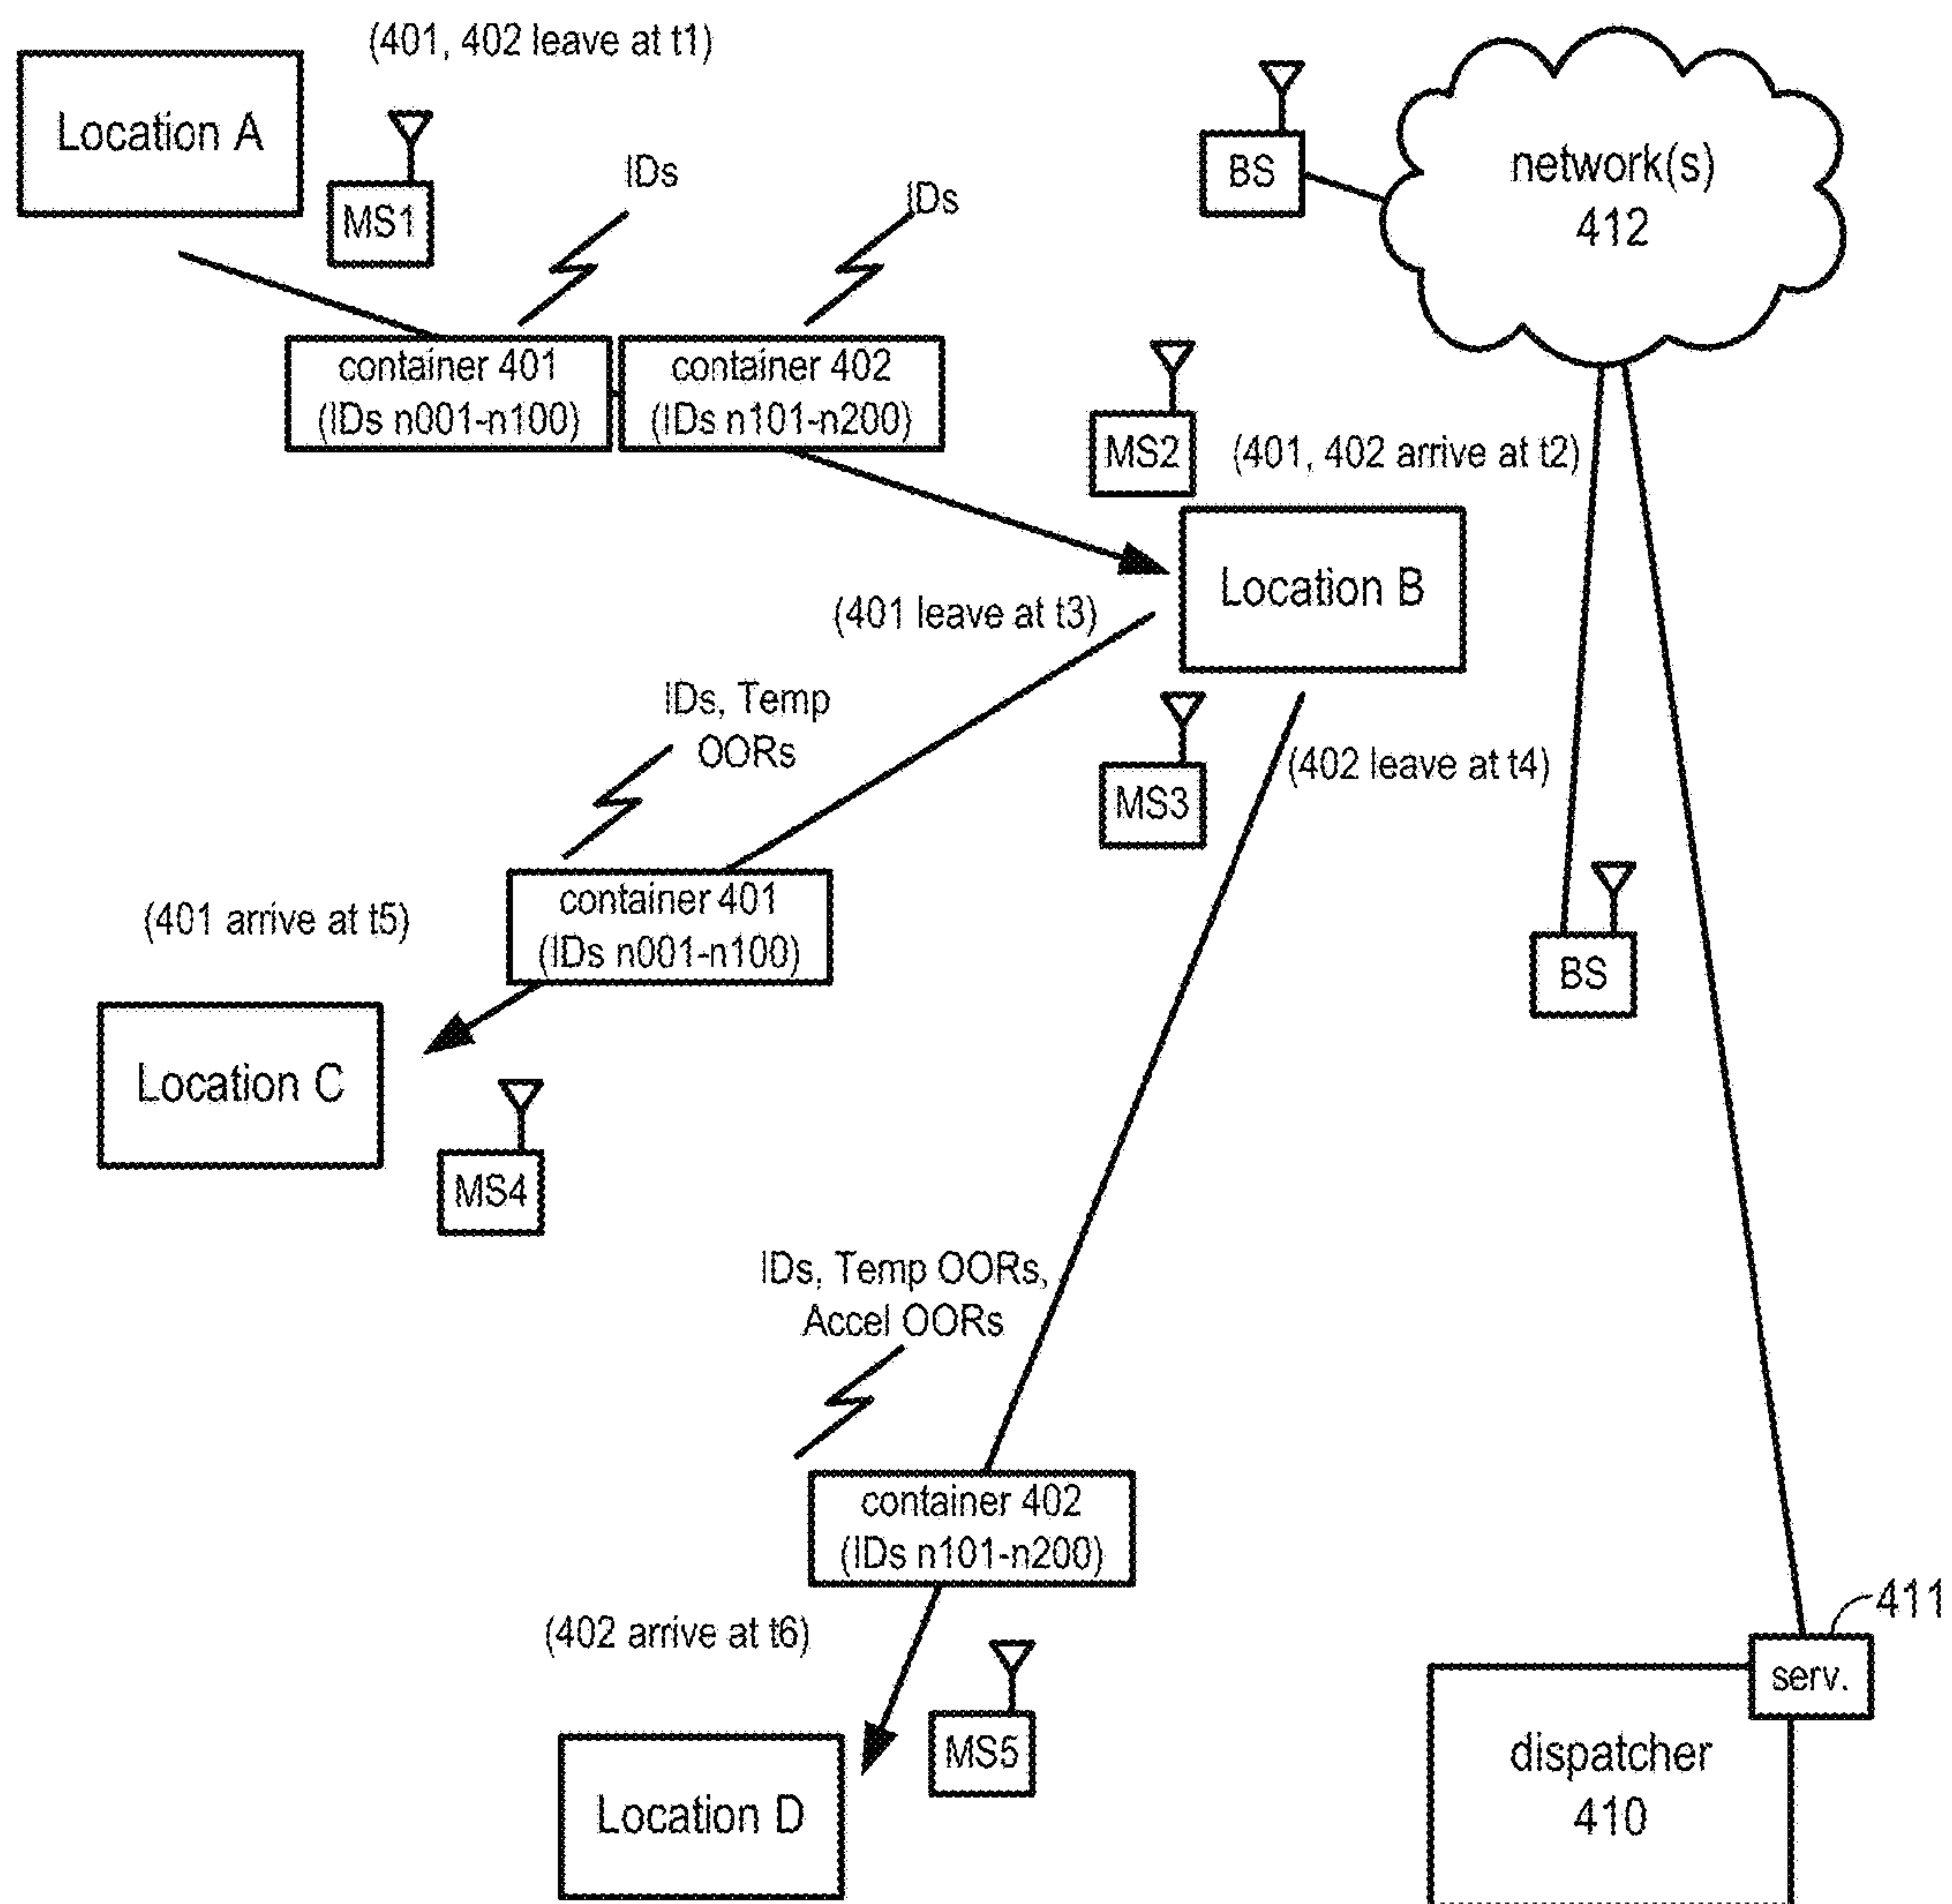 (401, 402 leave at t1)
Location A
MS1
IDs
IDs
BS
network(s)
412
container 401
(IDs n001-n100)
container 402
(IDs n101-n200)
MS2
(401, 402 arrive at t2)
Location B
(401 leave at t3)
IDs, Temp
OORs
MS3
(402 leave at t4)
container 401
(IDs n001-n100)
(401 arrive at t5)
BS
Location C
MS4
IDs, Temp OORs,
Accel OORs
container 402
(IDs n101-n200)
(402 arrive at t6)
411
serv.
MS5
Location D
dispatcher
410